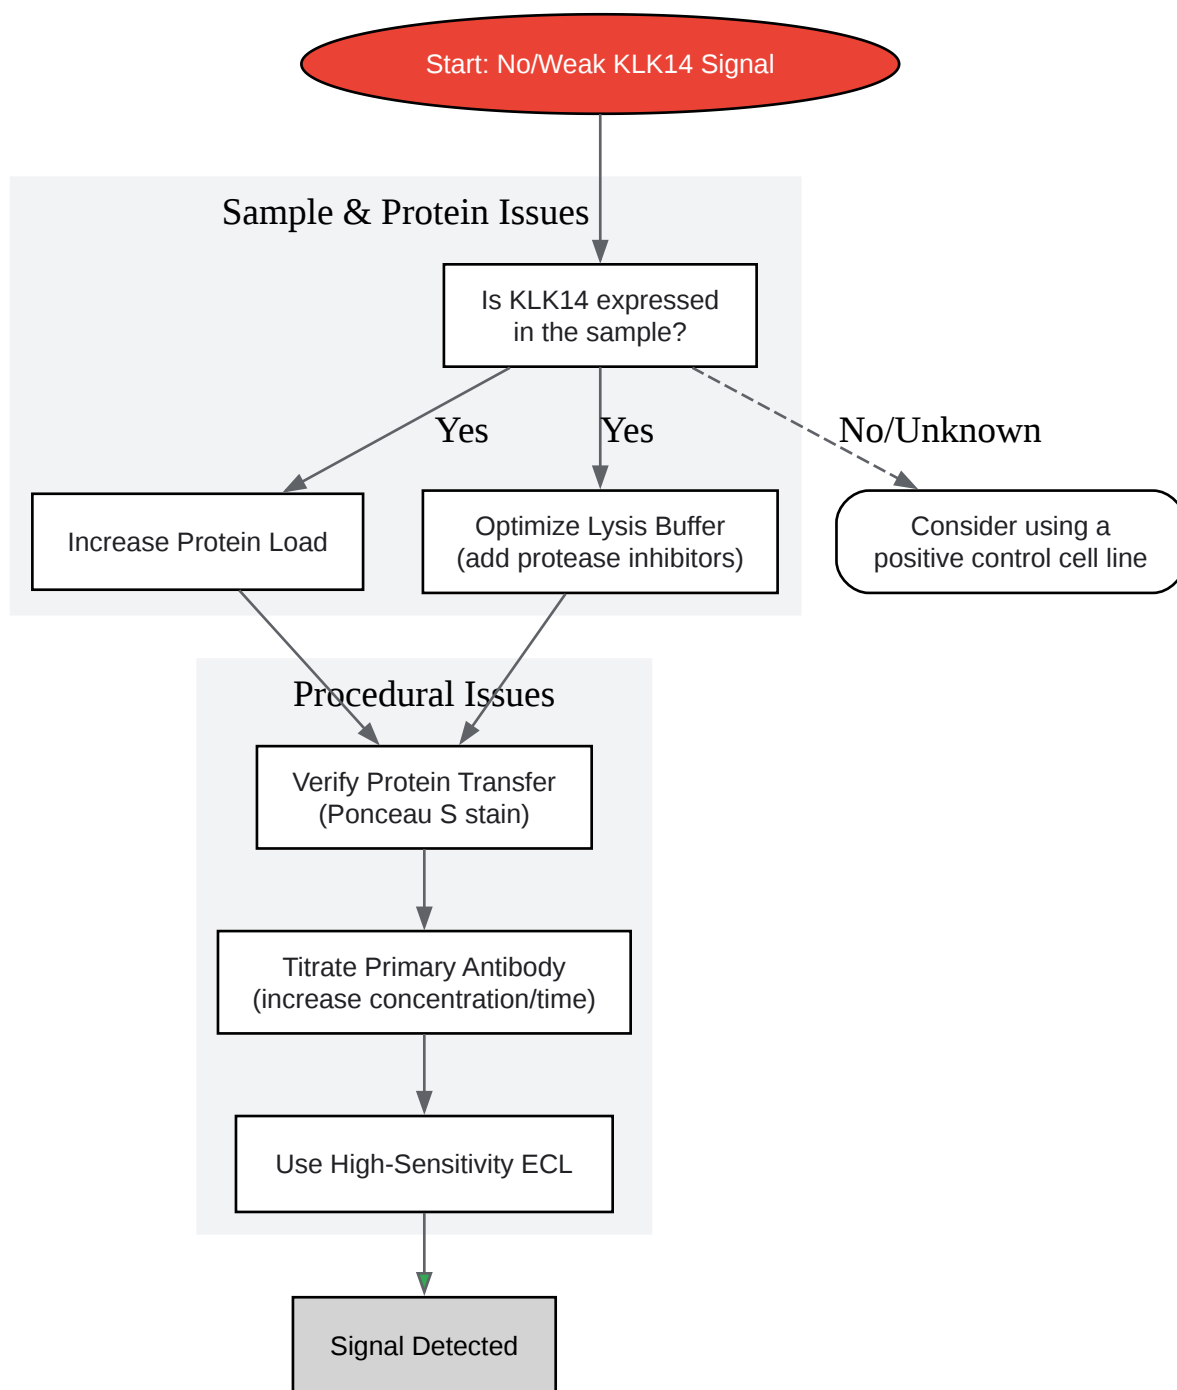 Start: No/Weak KLK14 Signal
Sample & Protein Issues
Is KLK14 expressed
in the sample?
Yes
Yes
No/Unknown
Increase Protein Load
Optimize Lysis Buffer
(add protease inhibitors)
Consider using a
positive control cell line
Procedural Issues
Verify Protein Transfer
(Ponceau S stain)
Titrate Primary Antibody
(increase concentration/time)
Use High-Sensitivity ECL
Signal Detected